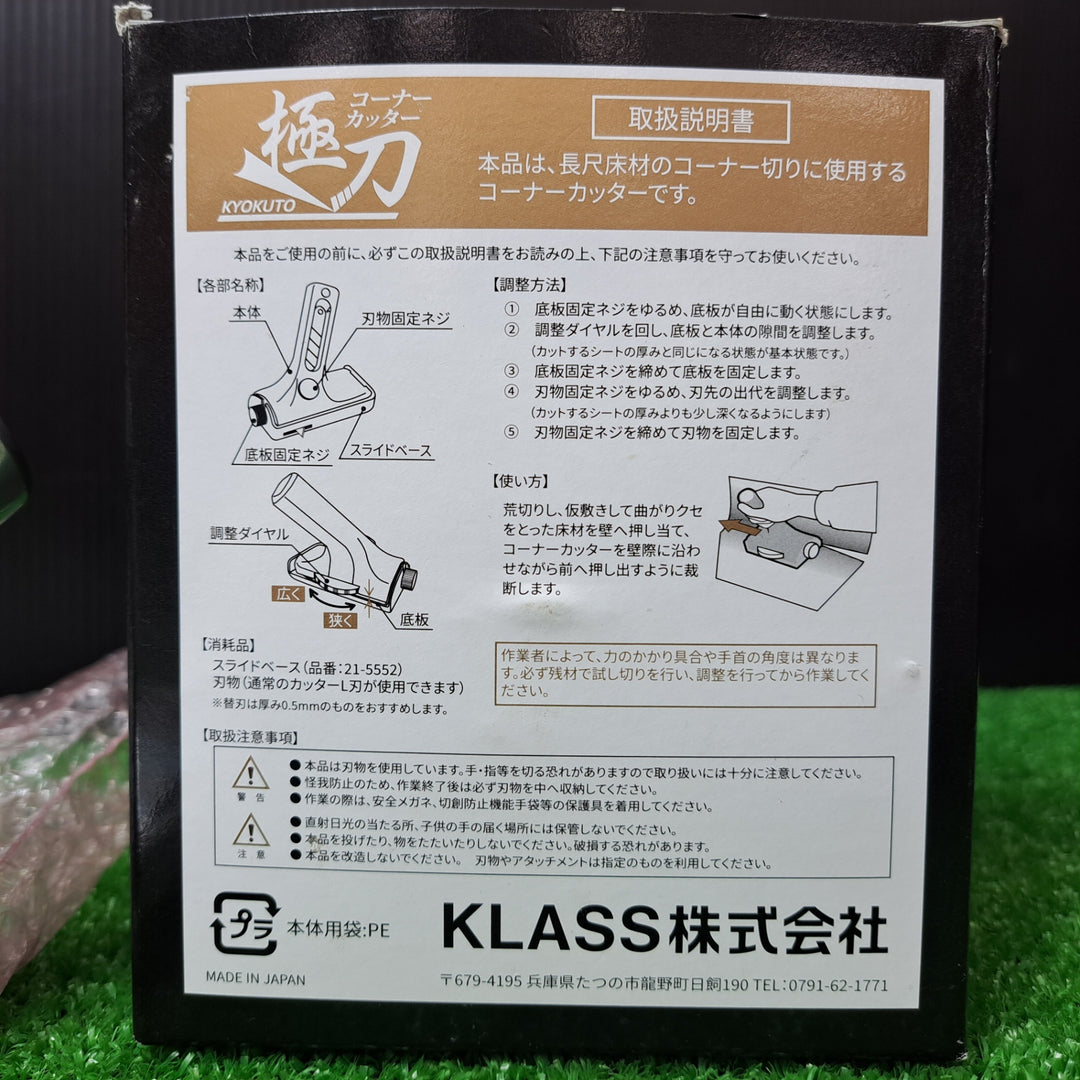 コーナー
カッター
極刀
KYOKUTO
取扱説明書
本品は、長尺床材のコーナー切りに使用する
コーナーカッターです。
本品をご使用の前に、必ずこの取扱説明書をお読みの上、下記の注意事項を守ってお使いください。
【各部名称】
本体
刃物固定ネジ
底板固定ネジ
スライドベース
調整ダイヤル
広く
狭く
底板
【消耗品】
スライドベース（品番：21-5552）
刃物（通常のカッターL刃が使用できます）
※替刃は厚み0.5mmのものをおすすめします。
【調整方法】
① 底板固定ネジをゆるめ、底板が自由に動く状態にします。
② 調整ダイヤルを回し、底板と本体の隙間を調整します。
（カットするシートの厚みと同じになる状態が基本状態です。）
③ 底板固定ネジを締めて底板を固定します。
④ 刃物固定ネジをゆるめ、刃先の出代を調整します。
（カットするシートの厚みよりも少し深くなるようにします）
⑤ 刃物固定ネジを締めて刃物を固定します。
【使い方】
荒切りし、仮敷きして曲がりクセ
をとった床材を壁へ押し当て、
コーナーカッターを壁際に沿わ
せながら前へ押し出すように裁
断します。
作業者によって、力のかかり具合や手首の角度は異なりま
す。必ず残材で試し切りを行い、調整を行ってから作業してく
ださい。
【取扱注意事項】
警告
●本品は刃物を使用しています。手・指等を切る恐れがありますので取り扱いには十分に注意してください。
●怪我防止のため、作業終了後は必ず刃物を中へ収納してください。
●作業の際は、安全メガネ、切創防止機能手袋等の保護具を着用してください。
注意
●直射日光の当たる所、子供の手の届く場所には保管しないでください。
●本品を投げたり、物をたたいたりしないでください。破損する恐れがあります。
●本品を改造しないでください。 刃物やアタッチメントは指定のものを利用してください。
プラ
本体用袋：PE
KLASS株式会社
MADE IN JAPAN
〒679-4195 兵庫県たつの市龍野町日飼190 TEL：0791-62-1771